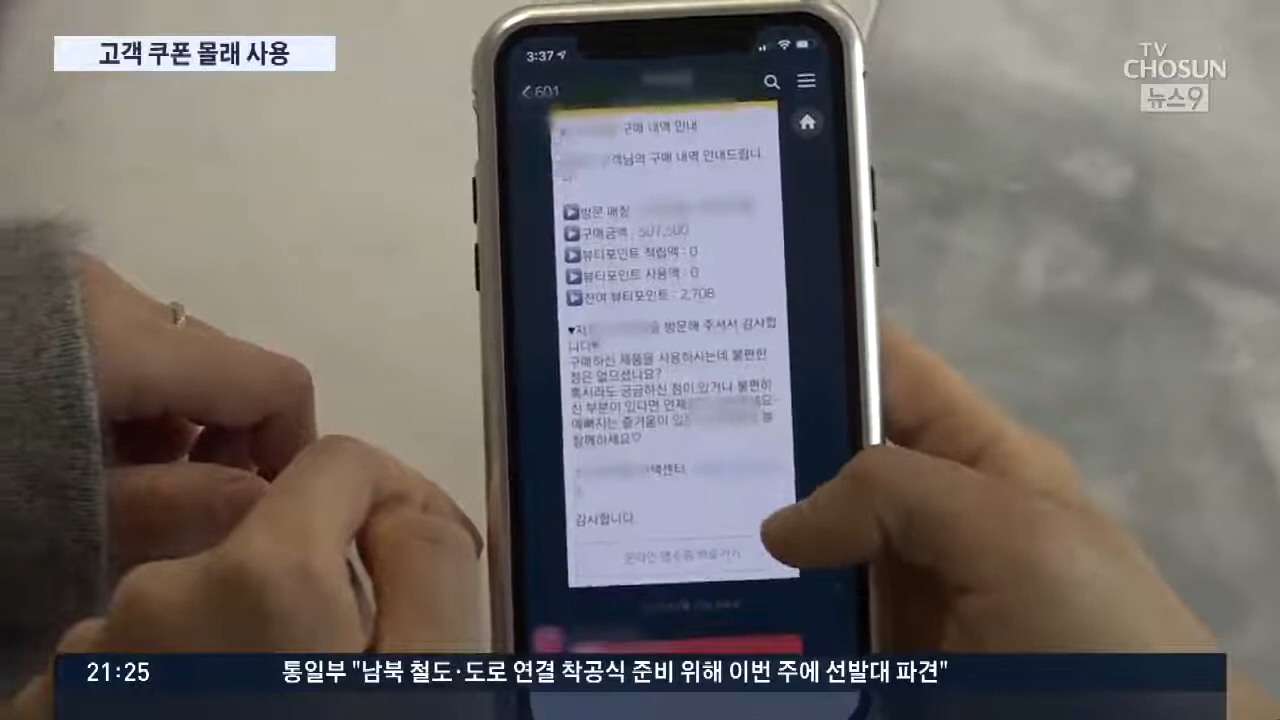 고객 쿠폰 몰래 사용
TV
CHOSUN
뉴스9
3:37
601
구매 내역 안내
고객님의 구매 내역 안내드립니
다.
방문 매장
구매금액 : 507,500
뷰티포인트 적립액 : 0
뷰티포인트 사용액 : 0
잔여 뷰티포인트 : 2,708
♥저 을 방문해 주셔서 감사합
니다♥
구매하신 제품을 사용하시는데 불편한
점은 없으셨나요?
혹시라도 궁금하신 점이 있거나 불편하
신 부분이 있다면 언제 세요~
예뻐지는 즐거움이 있
함께하세요♡
객센터
감사합니다.
21:25
통일부 "남북 철도·도로 연결 착공식 준비 위해 이번 주에 선발대 파견"